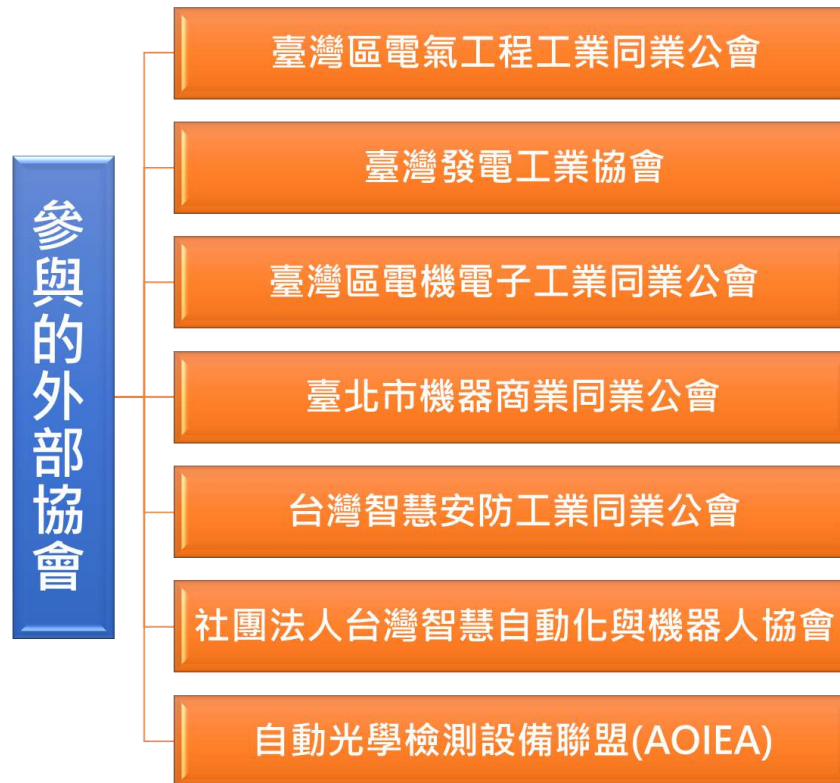 參與的外部協會
臺灣區電氣工程工業同業公會
臺灣發電工業協會
臺灣區電機電子工業同業公會
臺北市機器商業同業公會
台灣智慧安防工業同業公會
社團法人台灣智慧自動化與機器人協會
自動光學檢測設備聯盟(AOIEA)